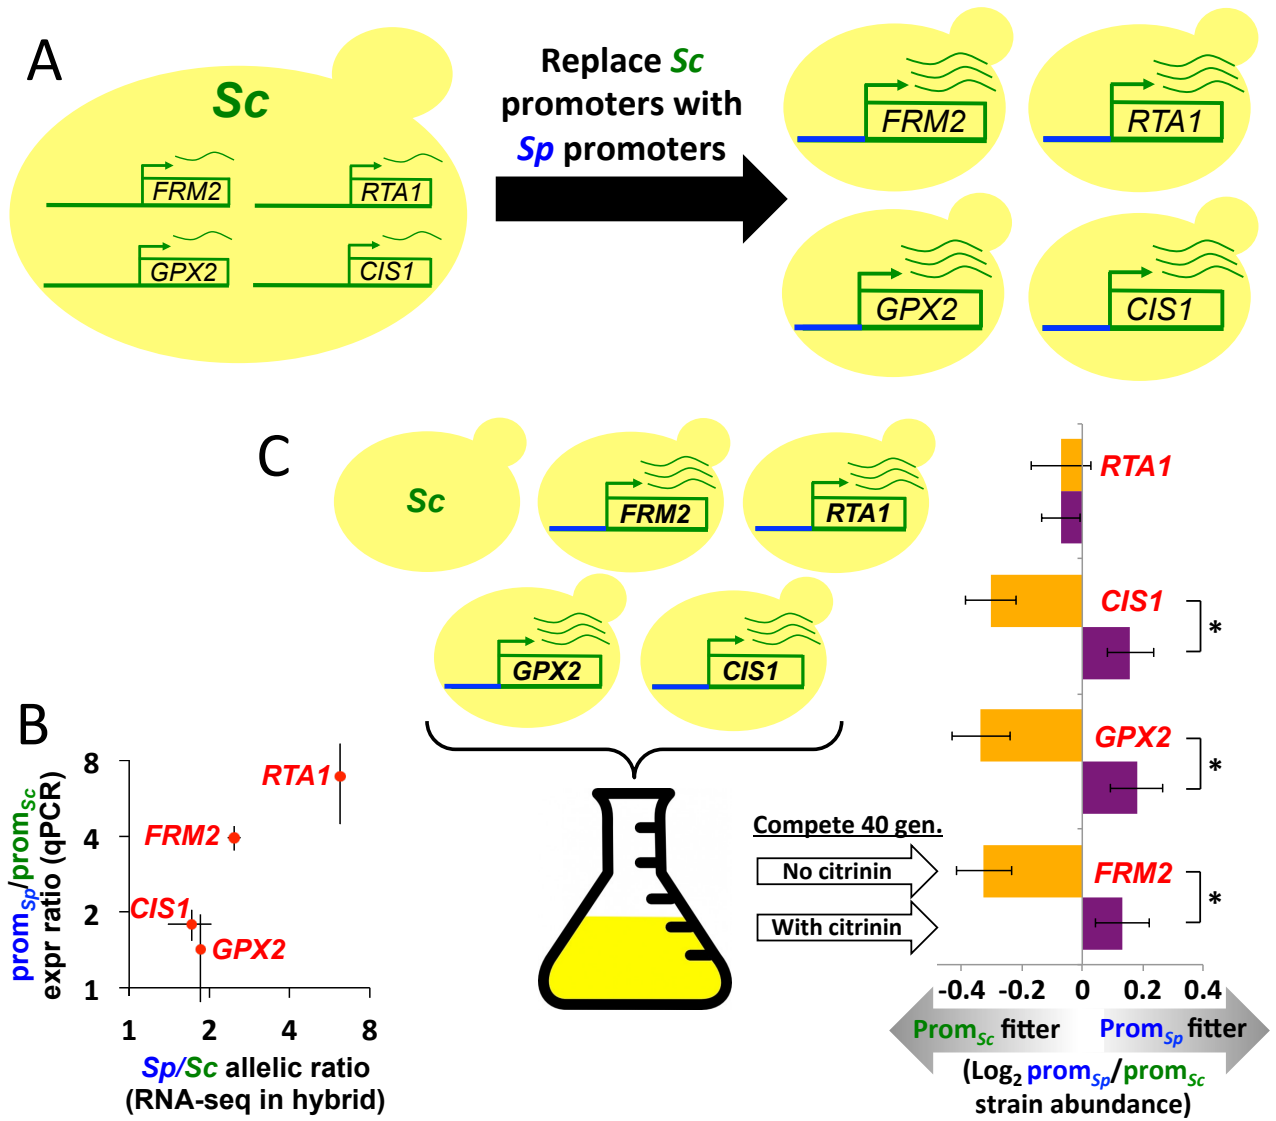 A
Sc
FRM2
RTA1
GPX2
CIS1
Replace Sc
promoters with
Sp promoters
FRM2
RTA1
GPX2
CIS1
C
Sc
FRM2
RTA1
GPX2
CIS1
B
promSp/promSc
expr ratio (qPCR)
8
4
2
1
RTA1
FRM2
CIS1
GPX2
1 2 4 8
Sp/Sc allelic ratio
(RNA-seq in hybrid)
Compete 40 gen.
No citrinin
With citrinin
RTA1
CIS1
*
GPX2
*
FRM2
*
-0.4 -0.2 0 0.2 0.4
PromSc fitter
PromSp fitter
(Log2 promSp/promSc
strain abundance)